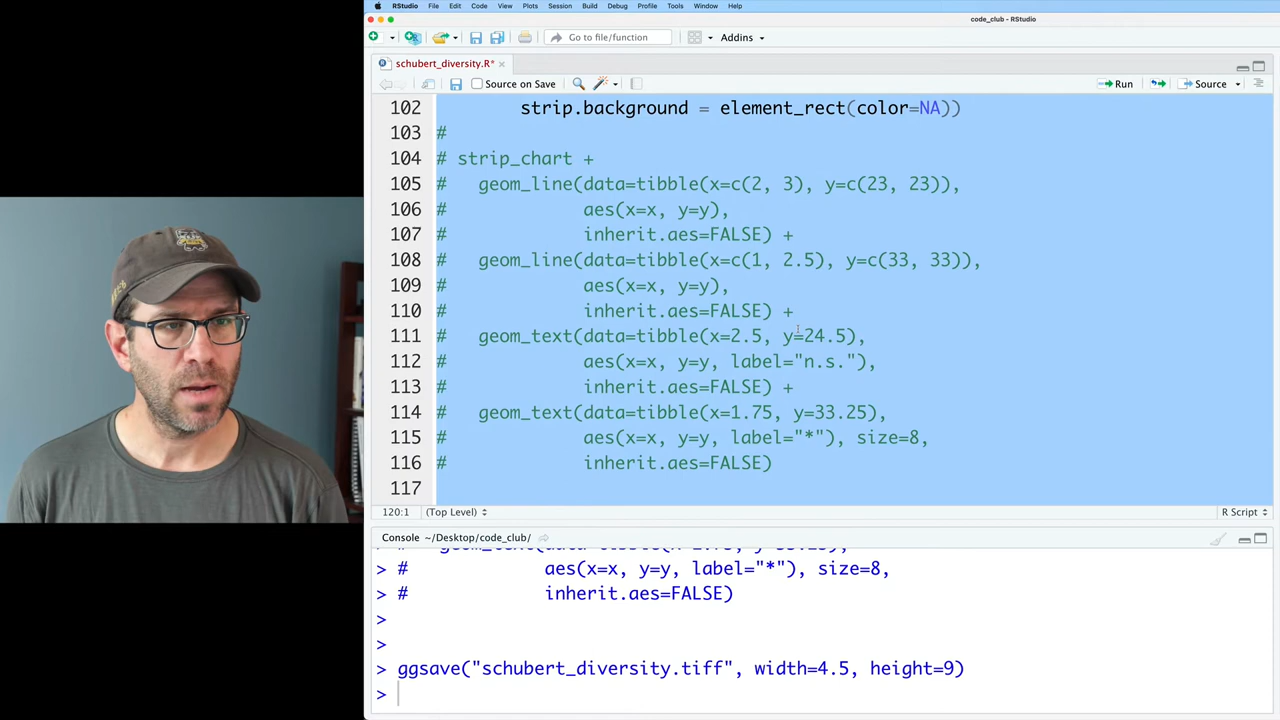 RStudio File Edit Code View Plots Session Build Debug Profile Tools Window Help
code_club - RStudio
Go to file/function Addins
schubert_diversity.R*
Source on Save Run Source
102 strip.background = element_rect(color=NA))
103 #
104 # strip_chart +
105 # geom_line(data=tibble(x=c(2, 3), y=c(23, 23)),
106 # aes(x=x, y=y),
107 # inherit.aes=FALSE) +
108 # geom_line(data=tibble(x=c(1, 2.5), y=c(33, 33)),
109 # aes(x=x, y=y),
110 # inherit.aes=FALSE) +
111 # geom_text(data=tibble(x=2.5, y=24.5),
112 # aes(x=x, y=y, label="n.s."),
113 # inherit.aes=FALSE) +
114 # geom_text(data=tibble(x=1.75, y=33.25),
115 # aes(x=x, y=y, label="*"), size=8,
116 # inherit.aes=FALSE)
117
120:1 (Top Level) R Script
Console ~/Desktop/code_club/
> # aes(x=x, y=y, label="*"), size=8,
> # inherit.aes=FALSE)
>
>
> ggsave("schubert_diversity.tiff", width=4.5, height=9)
>